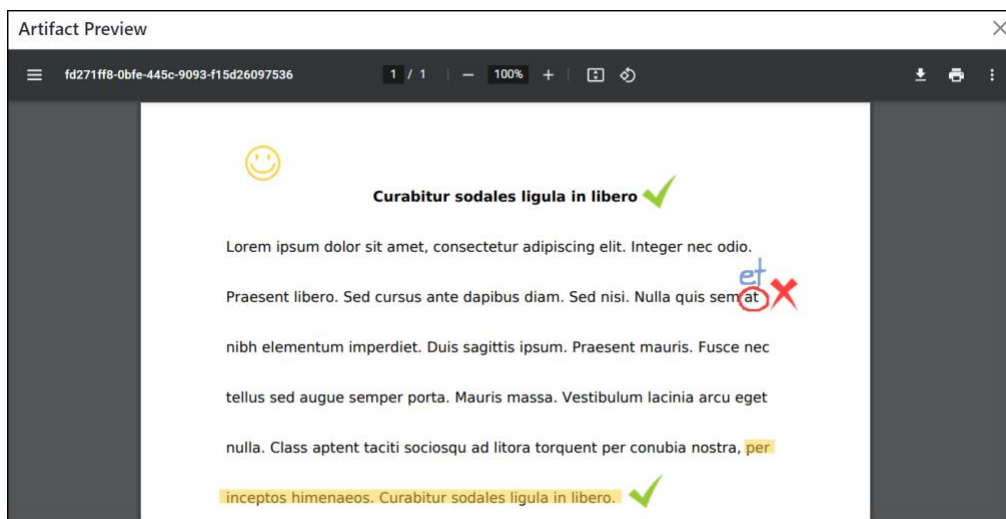 Artifact Preview
fd271ff8-0bfe-445c-9093-f15d26097536 1 / 1 100%
Curabitur sodales ligula in libero
Lorem ipsum dolor sit amet, consectetur adipiscing elit. Integer nec odio.
et
Praesent libero. Sed cursus ante dapibus diam. Sed nisi. Nulla quis sem at
nibh elementum imperdiet. Duis sagittis ipsum. Praesent mauris. Fusce nec
tellus sed augue semper porta. Mauris massa. Vestibulum lacinia arcu eget
nulla. Class aptent taciti sociosqu ad litora torquent per conubia nostra, per
inceptos himenaeos. Curabitur sodales ligula in libero.